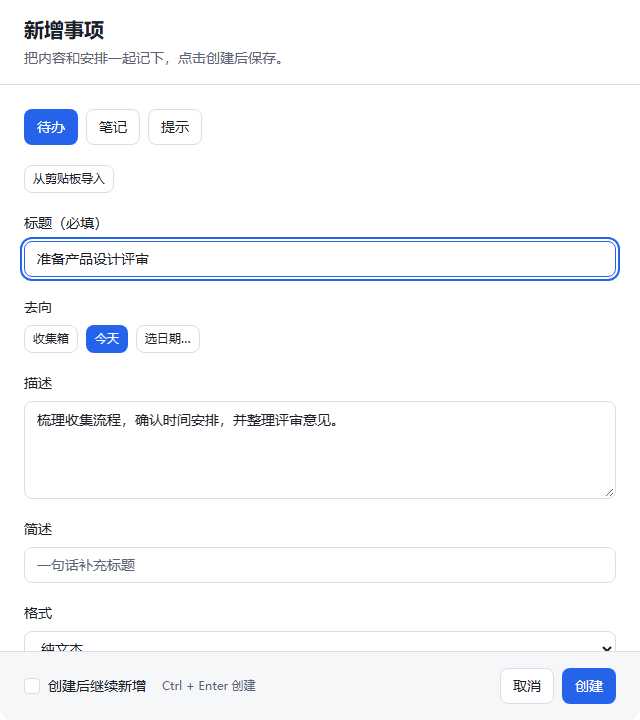 新增事项
把内容和安排一起记下，点击创建后保存。
待办 笔记 提示
从剪贴板导入
标题（必填）
准备产品设计评审
去向
收集箱 今天 选日期...
描述
梳理收集流程，确认时间安排，并整理评审意见。
简述
一句话补充标题
格式
纯文本
创建后继续新增 Ctrl + Enter 创建 取消 创建